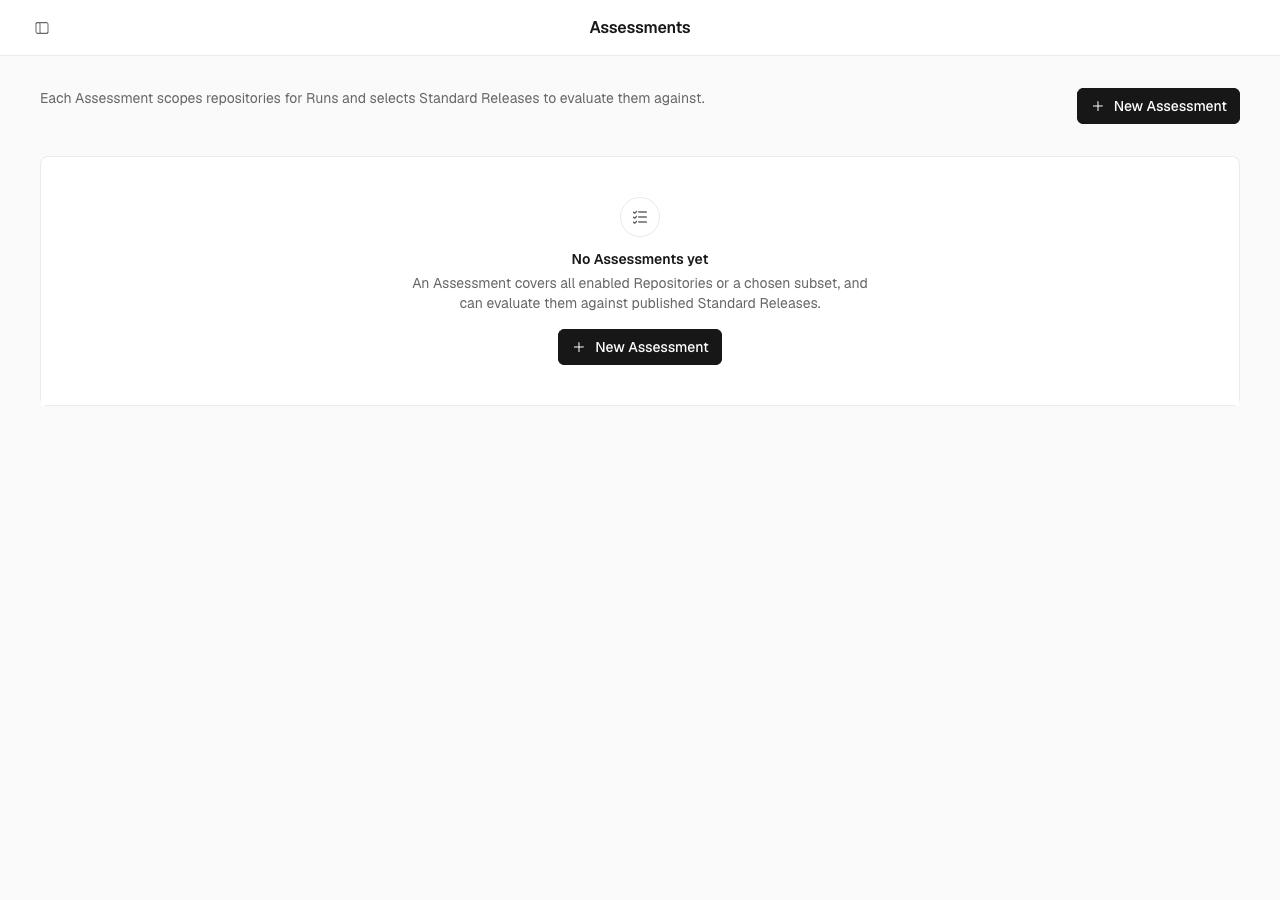 Assessments
Each Assessment scopes repositories for Runs and selects Standard Releases to evaluate them against.
New Assessment
No Assessments yet
An Assessment covers all enabled Repositories or a chosen subset, and
can evaluate them against published Standard Releases.
New Assessment